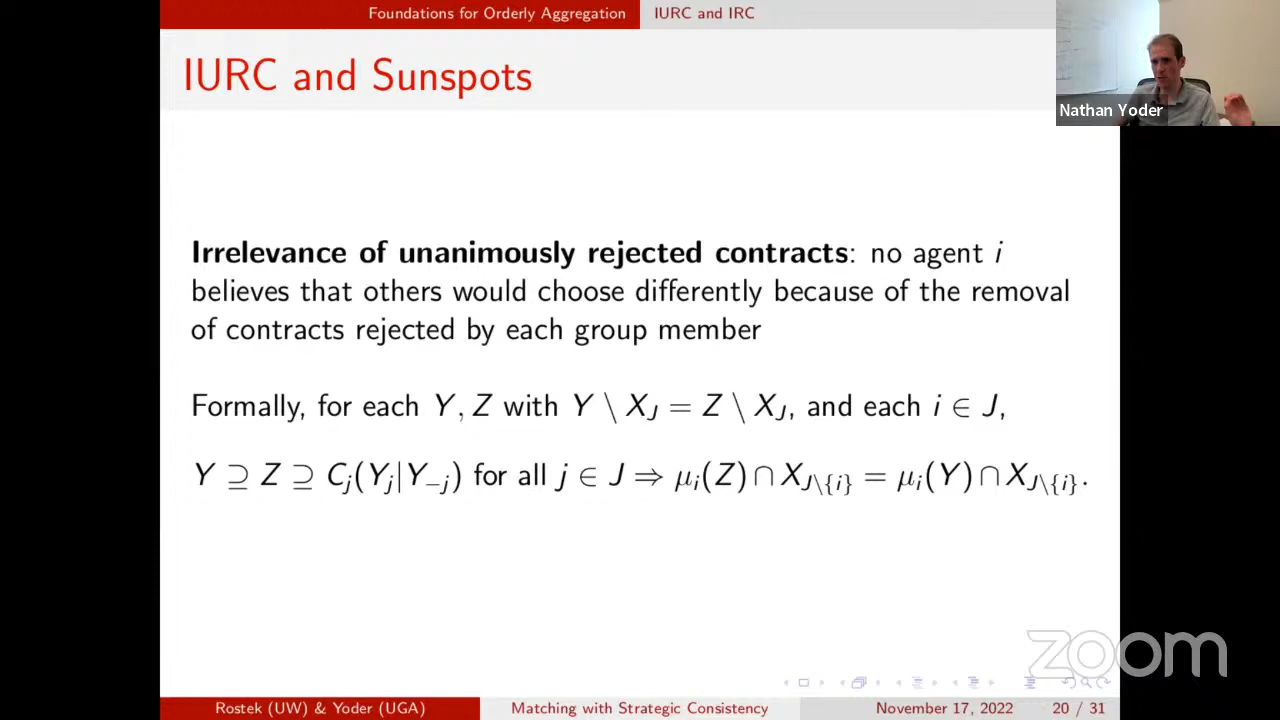 Foundations for Orderly Aggregation IURC and IRC
IURC and Sunspots
Nathan Yoder
Irrelevance of unanimously rejected contracts: no agent i
believes that others would choose differently because of the removal
of contracts rejected by each group member
Formally, for each Y, Z with Y \ X_J = Z \ X_J, and each i ∈ J,
Y ⊇ Z ⊇ C_j(Y_j|Y_{-j}) for all j ∈ J ⇒ μ_i(Z) ∩ X_{J\{i}} = μ_i(Y) ∩ X_{J\{i}}.
zoom
Rostek (UW) & Yoder (UGA) Matching with Strategic Consistency November 17, 2022 20 / 31